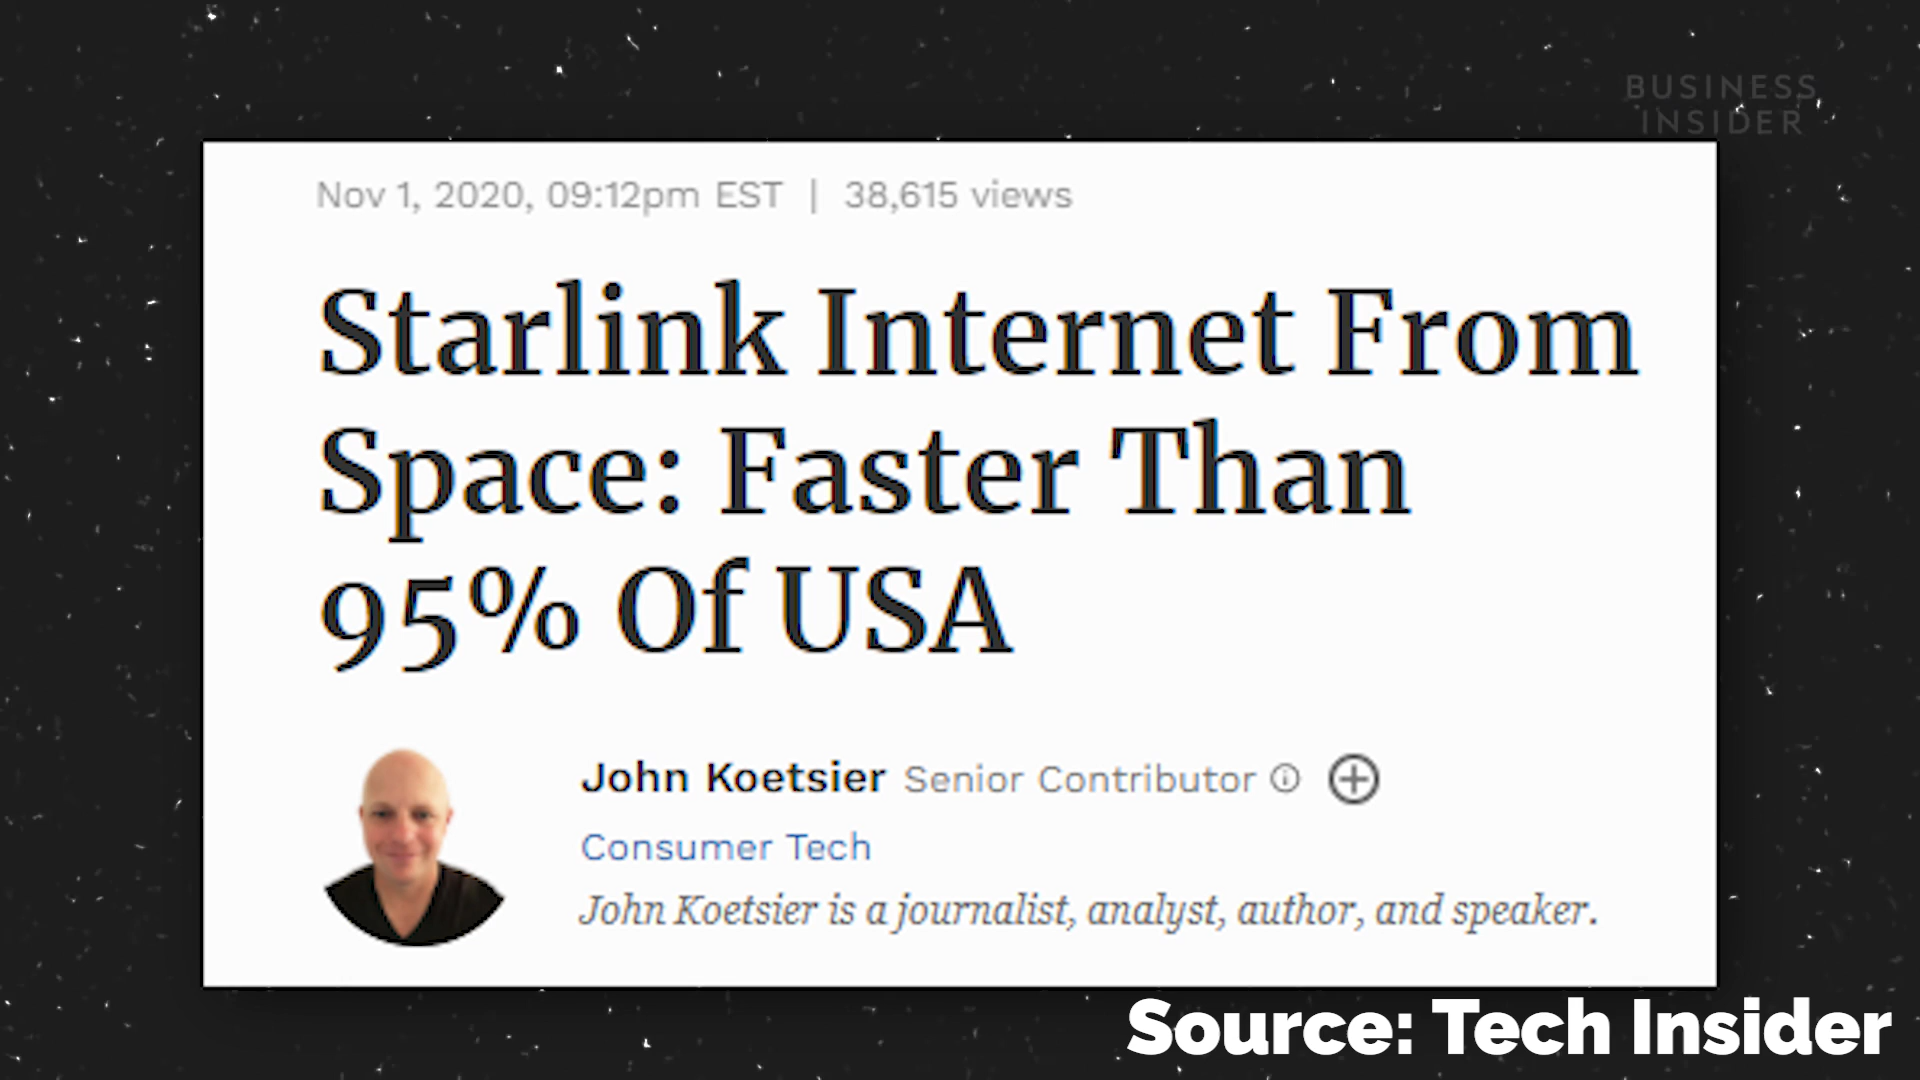 BUSINESS
INSIDER
Nov 1, 2020, 09:12pm EST | 38,615 views
Starlink Internet From
Space: Faster Than
95% Of USA
John Koetsier Senior Contributor
Consumer Tech
John Koetsier is a journalist, analyst, author, and speaker.
Source: Tech Insider